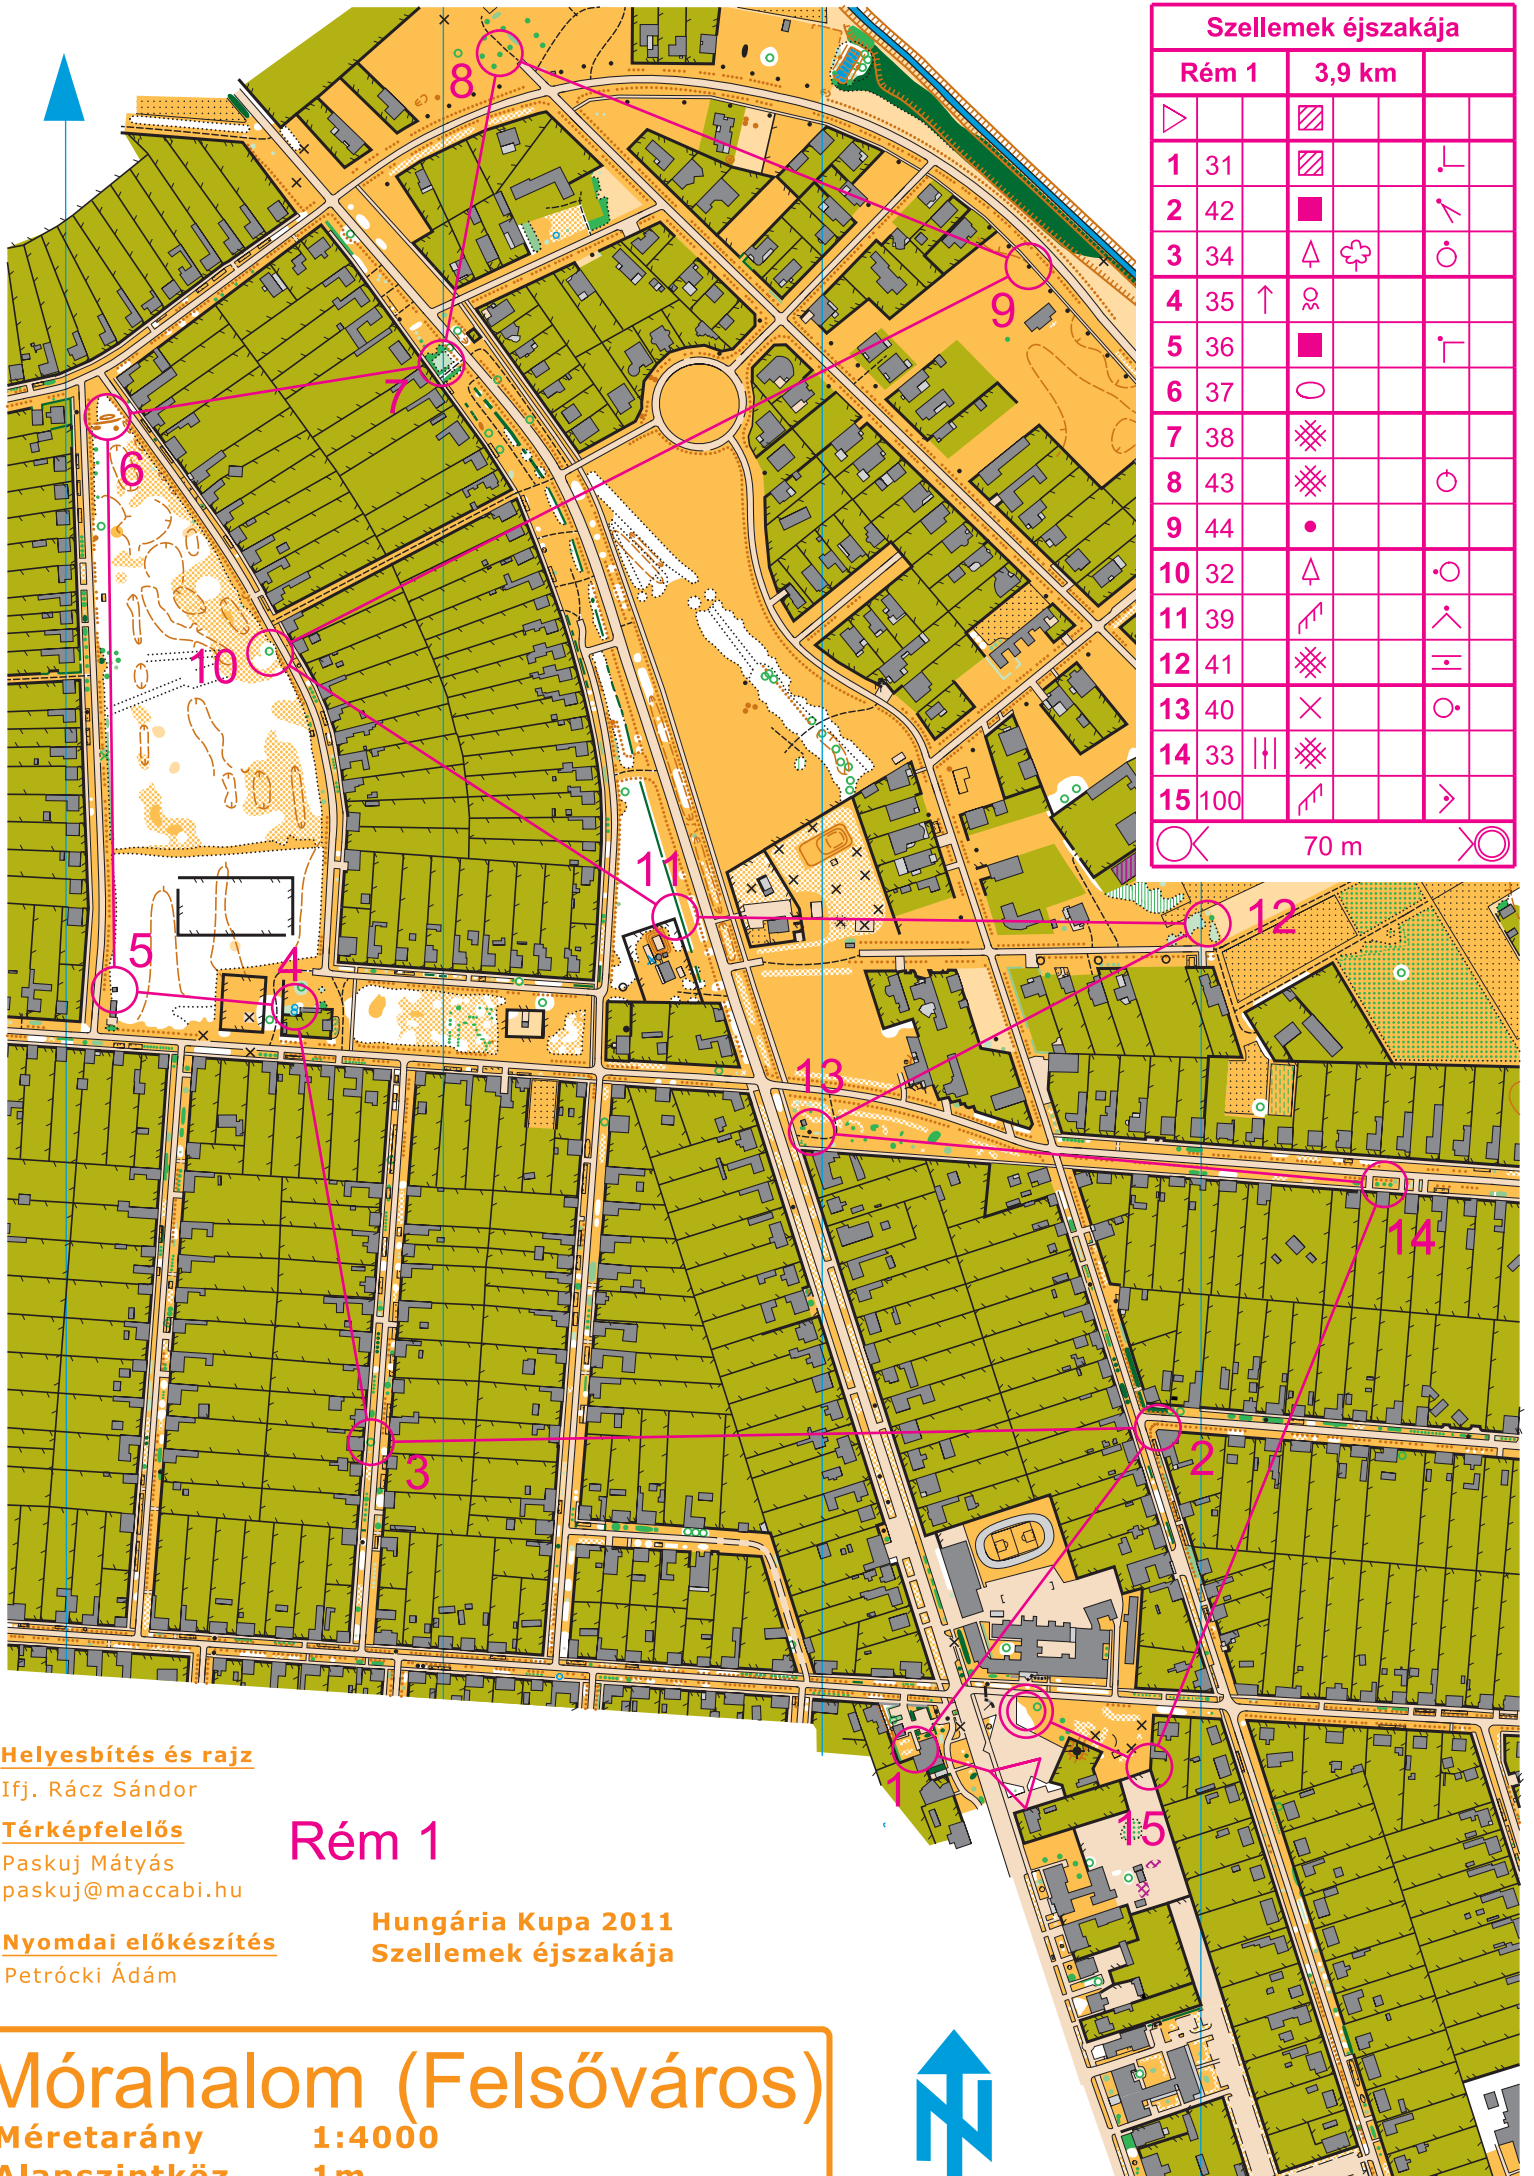 Szellemek éjszakája
Rém 1 3,9 km
1 31
2 42
3 34
4 35
5 36
6 37
7 38
8 43
9 44
10 32
11 39
12 41
13 40
14 33
15 100
70 m
8
9
7
6
10
11
12
5
4
13
14
3
2
1
15
Helyesbítés és rajz
Ifj. Rácz Sándor
Térképfelelős
Paskuj Mátyás
paskuj@maccabi.hu
Nyomdai előkészítés
Petrócki Ádám
Rém 1
Hungária Kupa 2011
Szellemek éjszakája
Mórahalom (Felsőváros)
Méretarány 1:4000
Alapszintköz 1m
N